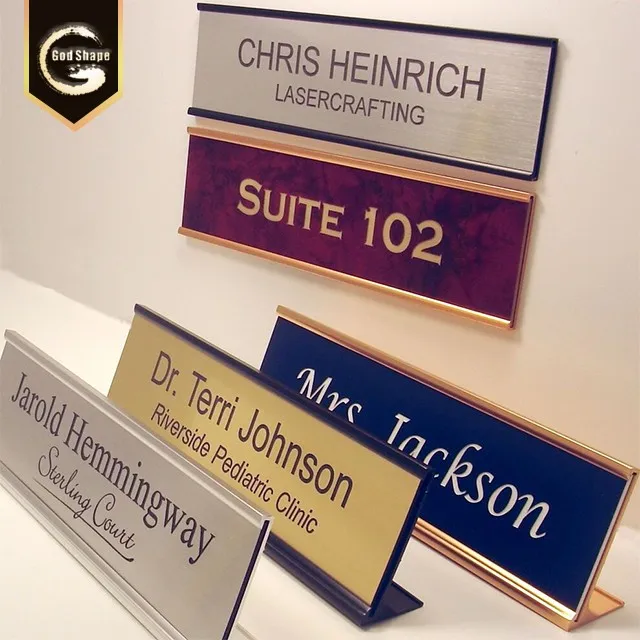 God Shape
CHRIS HEINRICH
LASERCRAFTING
SUITE 102
Mrs. Jackson
Dr. Terri Johnson
Riverside Pediatric Clinic
Jarold Hemmingway
Sterling Court